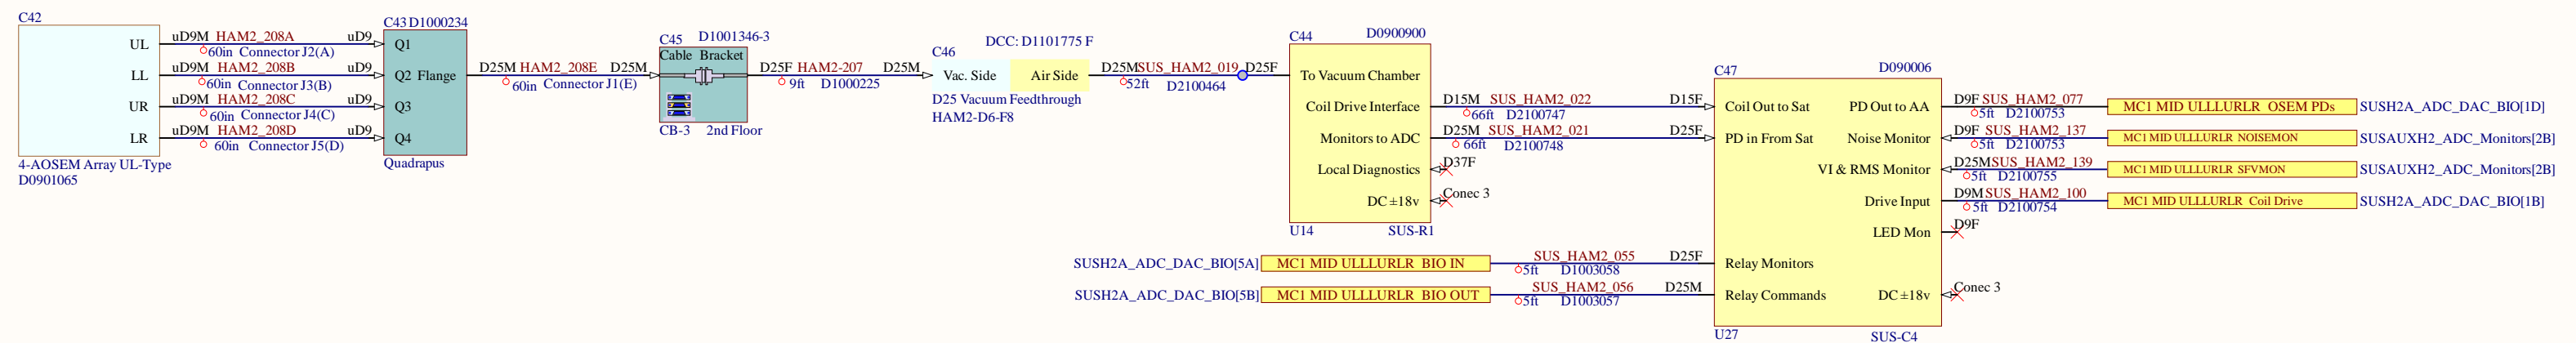 C42
UL
LL
UR
LR
4-AOSEM Array UL-Type
D0901065
uD9M HAM2_208A uD9
60in Connector J2(A)
uD9M HAM2_208B uD9
60in Connector J3(B)
uD9M HAM2_208C uD9
60in Connector J4(C)
uD9M HAM2_208D uD9
60in Connector J5(D)
C43 D1000234
Q1
Q2 Flange
Q3
Q4
Quadrapus
D25M HAM2_208E D25M
60in Connector J1(E)
C45 D1001346-3
Cable Bracket
CB-3 2nd Floor
D25F HAM2-207 D25M
9ft D1000225
DCC: D1101775 F
C46
Vac. Side Air Side
D25 Vacuum Feedthrough
HAM2-D6-F8
D25M SUS_HAM2_019 D25F
52ft D2100464
C44 D0900900
To Vacuum Chamber
Coil Drive Interface
Monitors to ADC
Local Diagnostics
DC ±18v
U14 SUS-R1
D15M SUS_HAM2_022 D15F
66ft D2100747
D25M SUS_HAM2_021 D25F
66ft D2100748
D37F
Conec 3
SUSH2A_ADC_DAC_BIO[5A] MC1 MID ULLLURLR BIO IN SUS_HAM2_055 D25F
5ft D1003058
SUSH2A_ADC_DAC_BIO[5B] MC1 MID ULLLURLR BIO OUT SUS_HAM2_056 D25M
5ft D1003057
C47 D090006
Coil Out to Sat PD Out to AA
PD in From Sat Noise Monitor
VI & RMS Monitor
Drive Input
LED Mon
Relay Monitors
Relay Commands DC ±18v
U27 SUS-C4
D9F SUS_HAM2_077 MC1 MID ULLLURLR OSEM PDs SUSH2A_ADC_DAC_BIO[1D]
5ft D2100753
D9F SUS_HAM2_137 MC1 MID ULLLURLR NOISEMON SUSAUXH2_ADC_Monitors[2B]
5ft D2100753
D25M SUS_HAM2_139 MC1 MID ULLLURLR SFVMON SUSAUXH2_ADC_Monitors[2B]
5ft D2100755
D9M SUS_HAM2_100 MC1 MID ULLLURLR Coil Drive SUSH2A_ADC_DAC_BIO[1B]
5ft D2100754
D9F
Conec 3